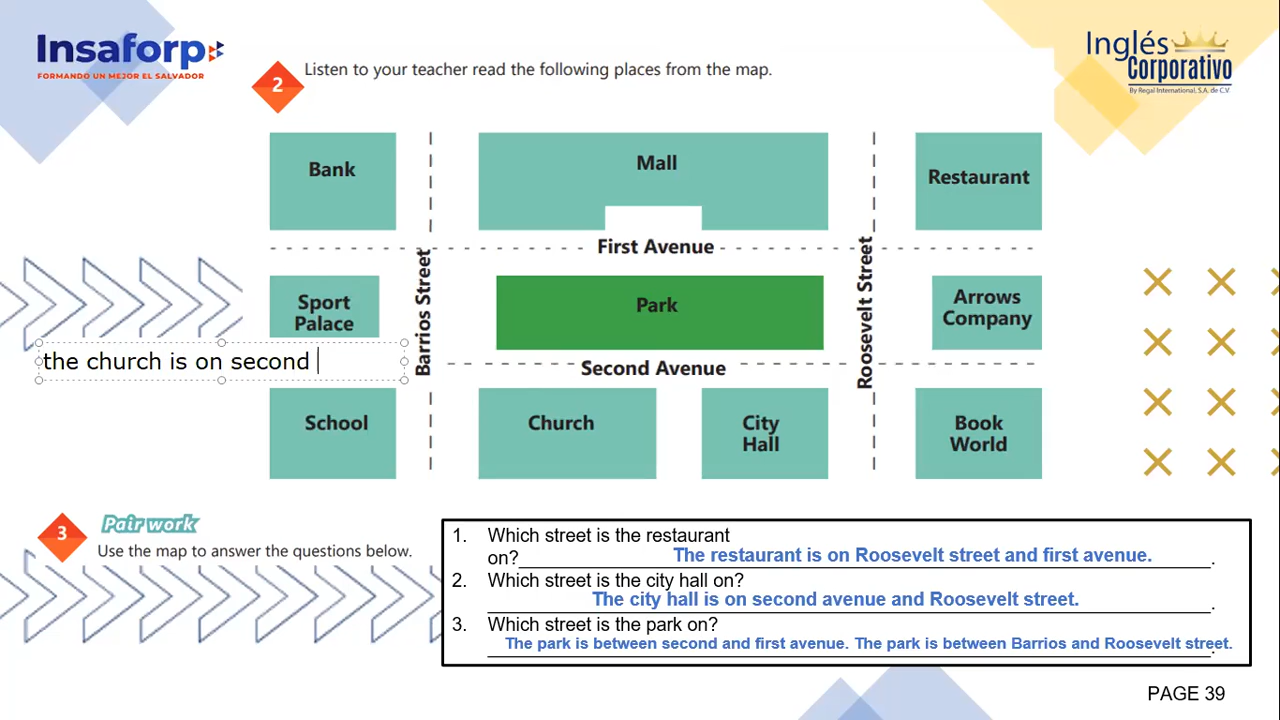 Insaforp
FORMANDO UN MEJOR EL SALVADOR
2
Listen to your teacher read the following places from the map.
Inglés
Corporativo
By Regal International, S.A. de C.V
Bank
Mall
Restaurant
First Avenue
Barrios Street
Roosevelt Street
Sport
Palace
Park
Arrows
Company
the church is on second
Second Avenue
School
Church
City
Hall
Book
World
3
Pair work
Use the map to answer the questions below.
1. Which street is the restaurant
on? The restaurant is on Roosevelt street and first avenue. .
2. Which street is the city hall on?
The city hall is on second avenue and Roosevelt street. .
3. Which street is the park on?
The park is between second and first avenue. The park is between Barrios and Roosevelt street. .
PAGE 39